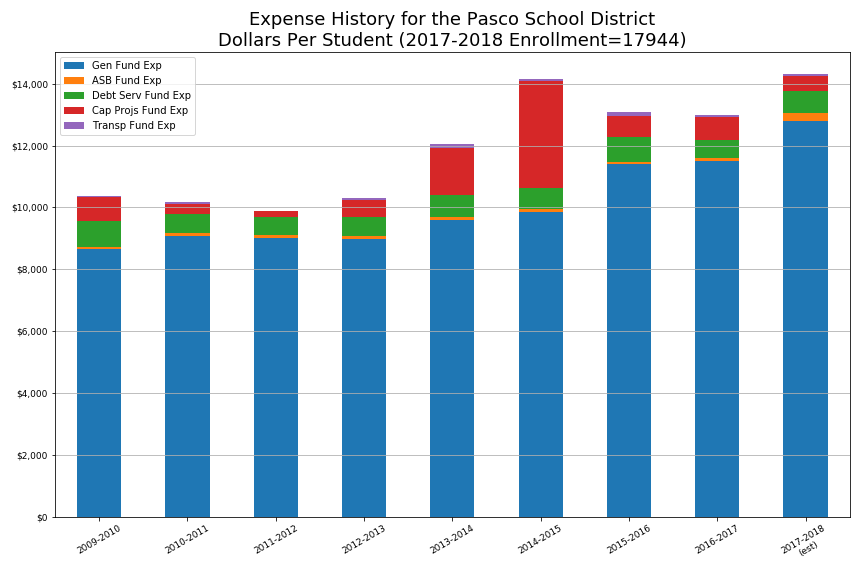 Expense History for the Pasco School District
Dollars Per Student (2017-2018 Enrollment=17944)
Gen Fund Exp
ASB Fund Exp
Debt Serv Fund Exp
Cap Projs Fund Exp
Transp Fund Exp
$14,000
$12,000
$10,000
$8,000
$6,000
$4,000
$2,000
$0
2009-2010
2010-2011
2011-2012
2012-2013
2013-2014
2014-2015
2015-2016
2016-2017
2017-2018
(est)